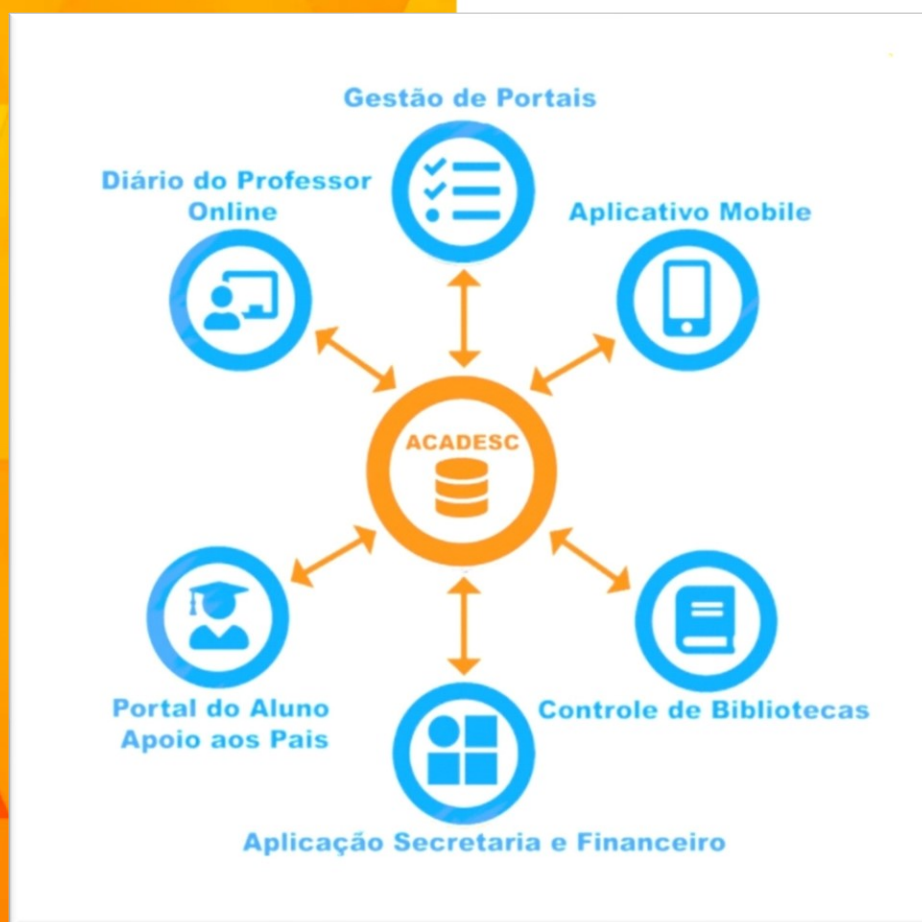 Gestão de Portais
Diário do Professor
Online
Aplicativo Mobile
ACADESC
Portal do Aluno
Apoio aos Pais
Controle de Bibliotecas
Aplicação Secretaria e Financeiro